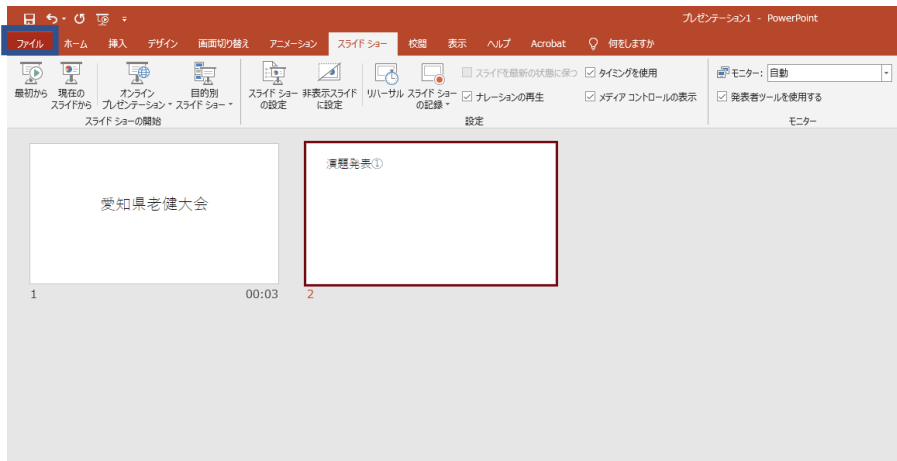 プレゼンテーション1 - PowerPoint
ファイル ホーム 挿入 デザイン 画面切り替え アニメーション スライド ショー 校閲 表示 ヘルプ Acrobat 何をしますか
最初から 現在の スライドから オンライン プレゼンテーション 目的別 スライド ショー スライド ショー の設定 非表示スライド に設定 リハーサル スライド ショー の記録
スライドを最新の状態に保つ タイミングを使用 モニター: 自動
ナレーションの再生 メディア コントロールの表示 発表者ツールを使用する
スライド ショーの開始 設定 モニター
愛知県老健大会
演題発表①
1 00:03 2